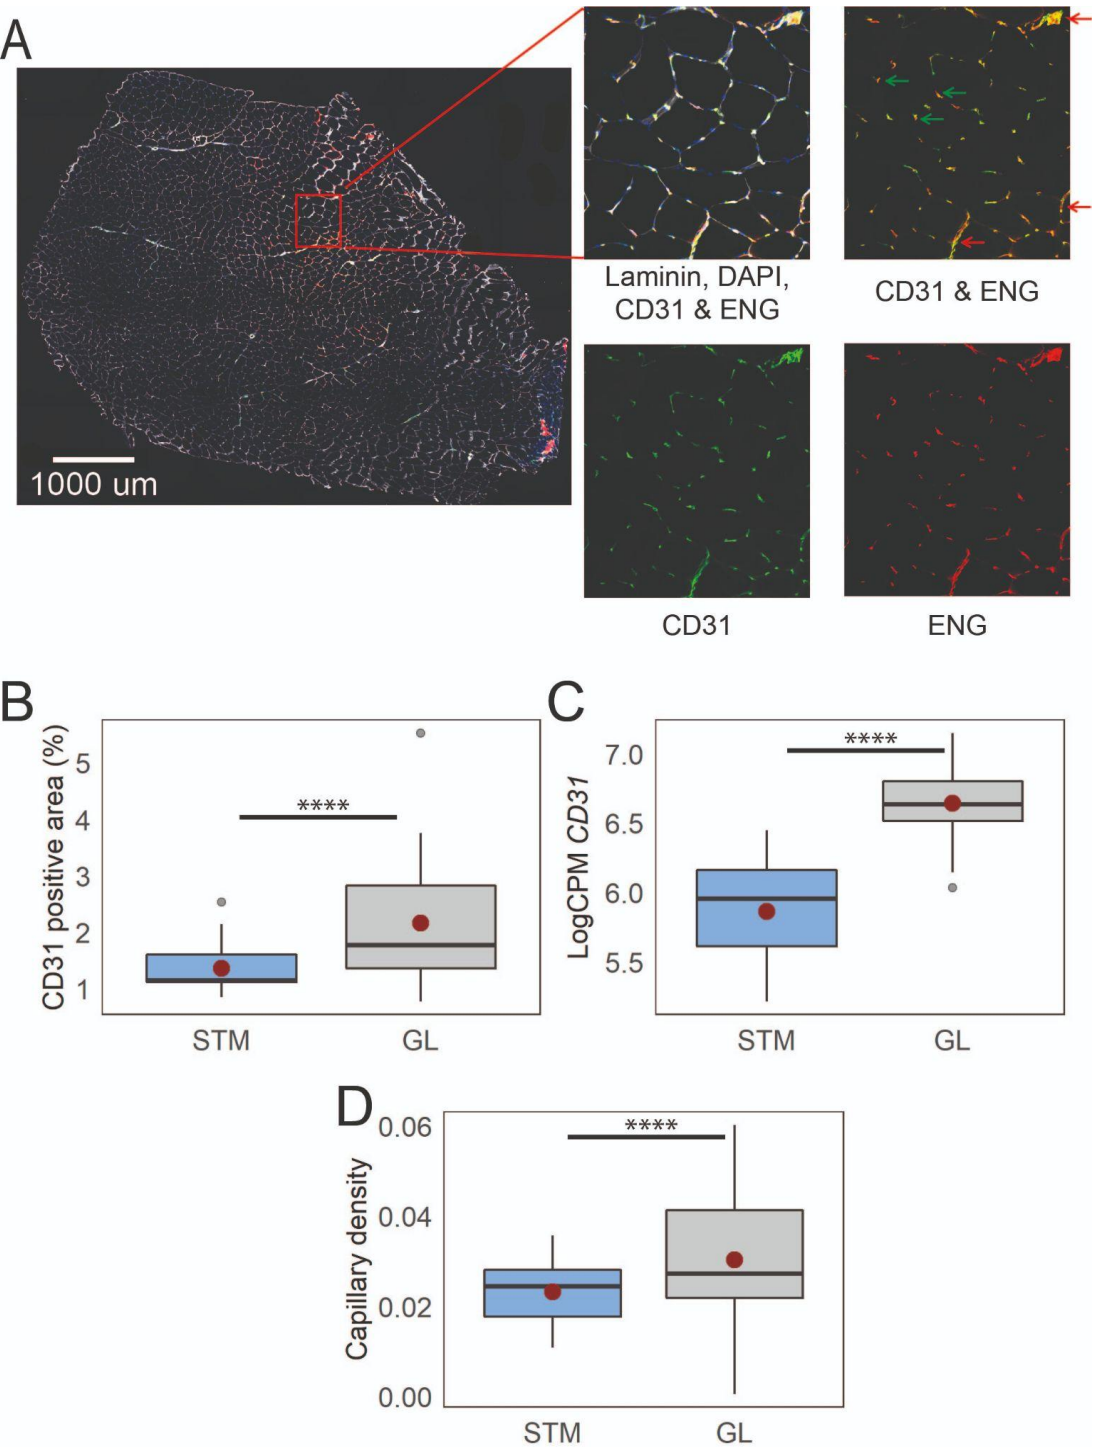 A
1000 um
Laminin, DAPI,
CD31 & ENG
CD31 & ENG
CD31
ENG
B
CD31 positive area (%)
5
4
3
2
1
****
STM
GL
C
LogCPM CD31
7.0
6.5
6.0
5.5
****
STM
GL
D
Capillary density
0.06
0.04
0.02
0.00
****
STM
GL